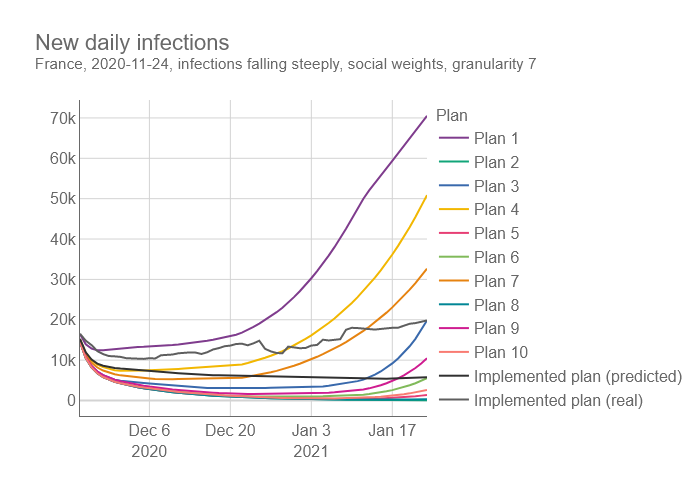 New daily infections
France, 2020-11-24, infections falling steeply, social weights, granularity 7
70k
60k
50k
40k
30k
20k
10k
0
Dec 6
2020
Dec 20
Jan 3
2021
Jan 17
Plan
Plan 1
Plan 2
Plan 3
Plan 4
Plan 5
Plan 6
Plan 7
Plan 8
Plan 9
Plan 10
Implemented plan (predicted)
Implemented plan (real)